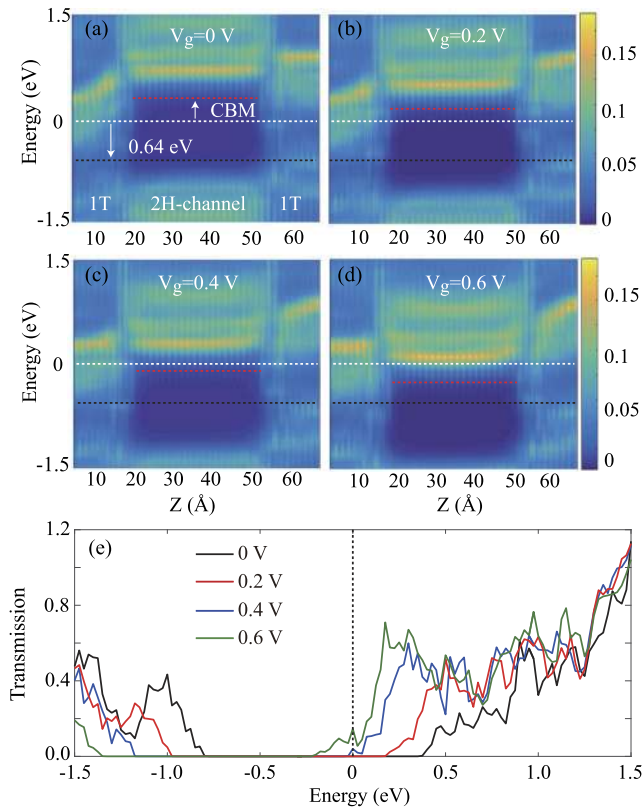 1.5
(a)
Vg=0 V
(b)
Vg=0.2 V
0.15
Energy (eV)
CBM
0
0.64 eV
0.1
0.05
1T
2H-channel
1T
0
-1.5
10
20
30
40
50
60
10
20
30
40
50
60
1.5
(c)
Vg=0.4 V
(d)
Vg=0.6 V
0.15
Energy (eV)
0
0.1
0.05
-1.5
0
10
20
30
40
50
60
10
20
30
40
50
60
Z (Å)
Z (Å)
1.2
(e)
0 V
0.2 V
0.4 V
0.6 V
0.8
Transmission
0.4
0.0
-1.5
-1.0
-0.5
0
0.5
1.0
1.5
Energy (eV)